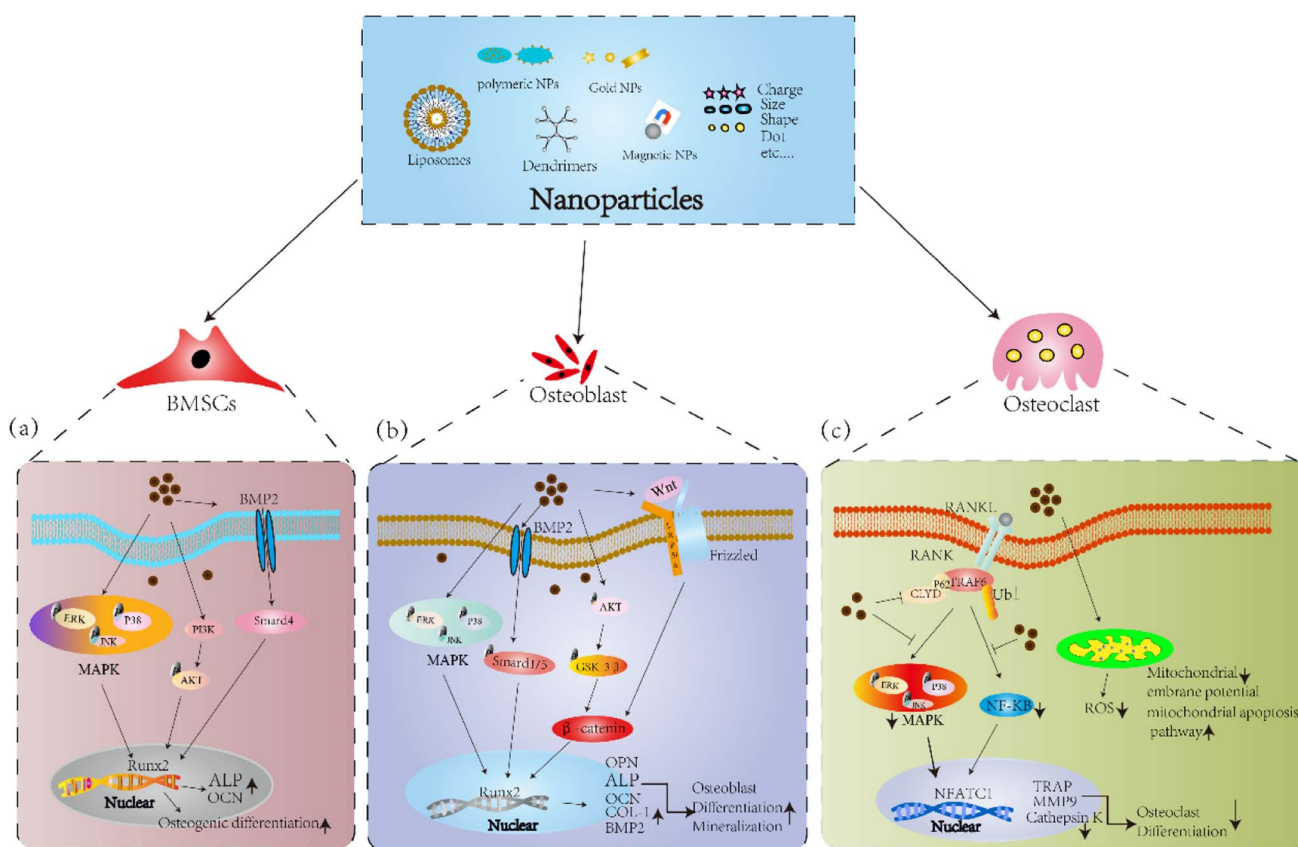 polymeric NPs
Gold NPs
Liposomes
Dendrimers
Magnetic NPs
Charge
Size
Shape
Dot
etc....
Nanoparticles
BMSCs
Osteoblast
Osteoclast
(a)
BMP2
ERK
P38
JNK
MAPK
PI3K
AKT
Smard4
Runx2
Nuclear
ALP
OCN
Osteogenic differentiation
(b)
Wnt
BMP2
Frizzled
ERK
P38
JNK
MAPK
AKT
Smard1/5
GSK-3 β
β -catenin
Runx2
Nuclear
OPN
ALP
OCN
COL-1
BMP2
Osteoblast
Differentiation
Mineralization
(c)
RANKL
RANK
P62
TRAF6
CLYD
Ub1
ERK
P38
JNK
MAPK
NF-KB
ROS
Mitochondrial
embrane potential
mitochondrial apoptosis
pathway
NFATC1
Nuclear
TRAP
MMP9
Cathepsin K
Osteoclast
Differentiation